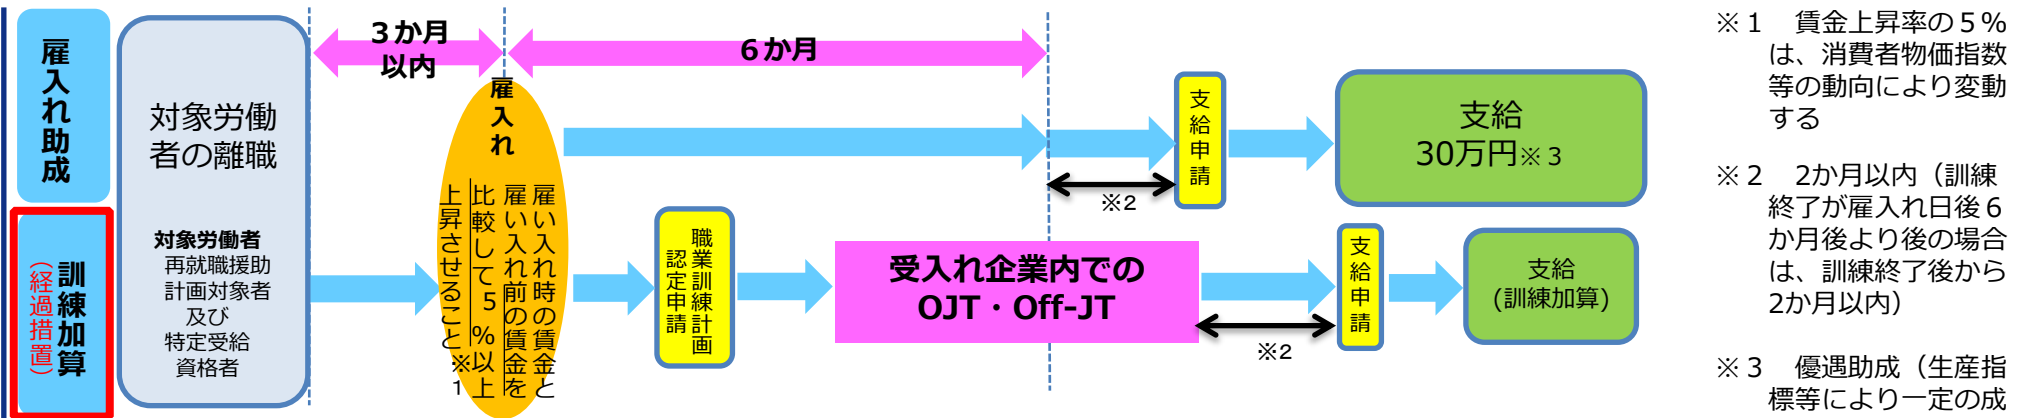 雇入れ助成
訓練加算
（経過措置）
対象労働
者の離職
対象労働者
再就職援助
計画対象者
及び
特定受給
資格者
３か月
以内
６か月
雇入れ
雇い入れ時の賃金と
雇い入れ前の賃金を
比較して５％以上
上昇させること※1
支給申請
支給
30万円※３
※2
職業訓練計画
認定申請
受入れ企業内での
OJT・Off-JT
※2
支給申請
支給
(訓練加算)
※１　賃金上昇率の５%
は、消費者物価指数
等の動向により変動
する
※２　2か月以内（訓練
終了が雇入れ日後６
か月後より後の場合
は、訓練終了後から
2か月以内）
※３　優遇助成（生産指
標等により一定の成